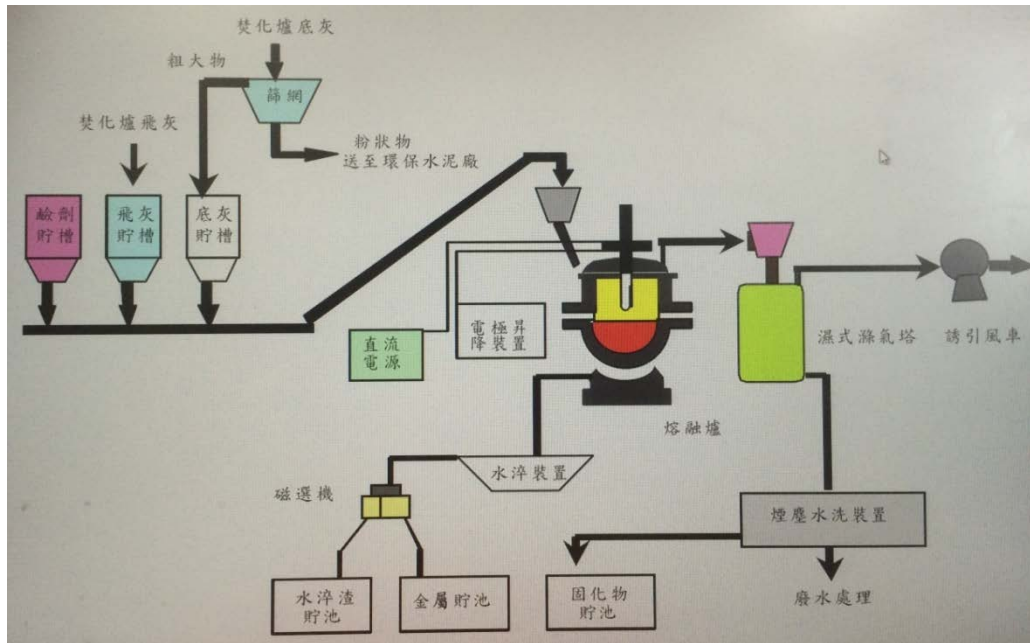 焚化爐底灰
粗大物
篩網
焚化爐飛灰
粉狀物
送至環保水泥廠
鹼劑
貯槽
飛灰
貯槽
底灰
貯槽
直流
電源
電極昇
降裝置
濕式滌氣塔
誘引風車
熔融爐
水淬裝置
磁選機
煙塵水洗裝置
水淬渣
貯池
金屬貯池
固化物
貯池
廢水處理